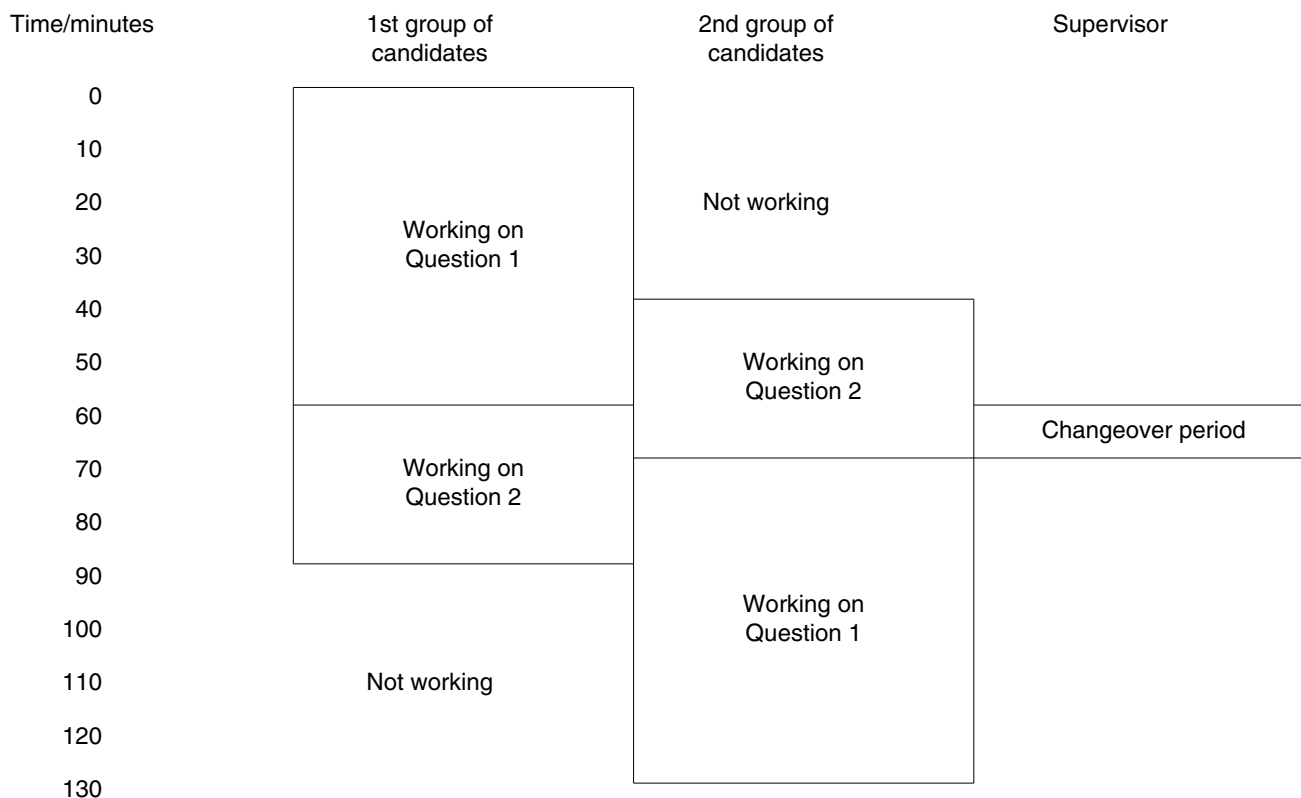 Time/minutes
1st group of
candidates
2nd group of
candidates
Supervisor
0
10
20
30
40
50
60
70
80
90
100
110
120
130
Working on
Question 1
Not working
Working on
Question 2
Changeover period
Working on
Question 2
Working on
Question 1
Not working